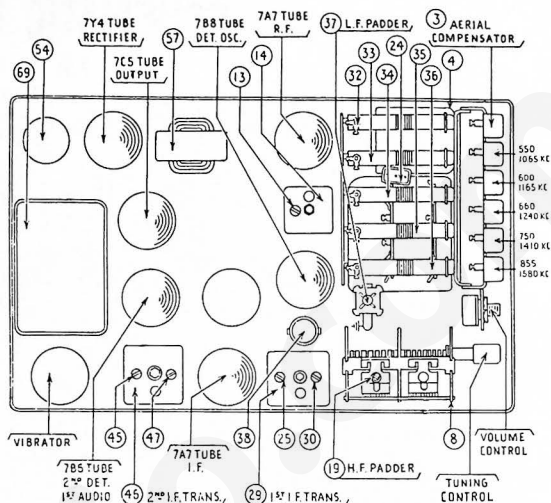 7Y4 TUBE
RECTIFIER
7C5 TUBE
OUTPUT
7B8 TUBE
DET. OSC.
7A7 TUBE
R.F.
L.F. PADDER
AERIAL
COMPENSATOR
54
57
13
14
37
33
24
35
3
4
69
32
34
36
550
1065 KC
600
1165 KC
660
1240 KC
750
1410 KC
855
1580 KC
VIBRATOR
45
47
7A7 TUBE
I.F.
38
25
30
8
VOLUME
CONTROL
7B5 TUBE
2ND DET.
1ST AUDIO
46
2ND I.F. TRANS.
29
1ST I.F. TRANS.
19
H.F. PADDER
TUNING
CONTROL